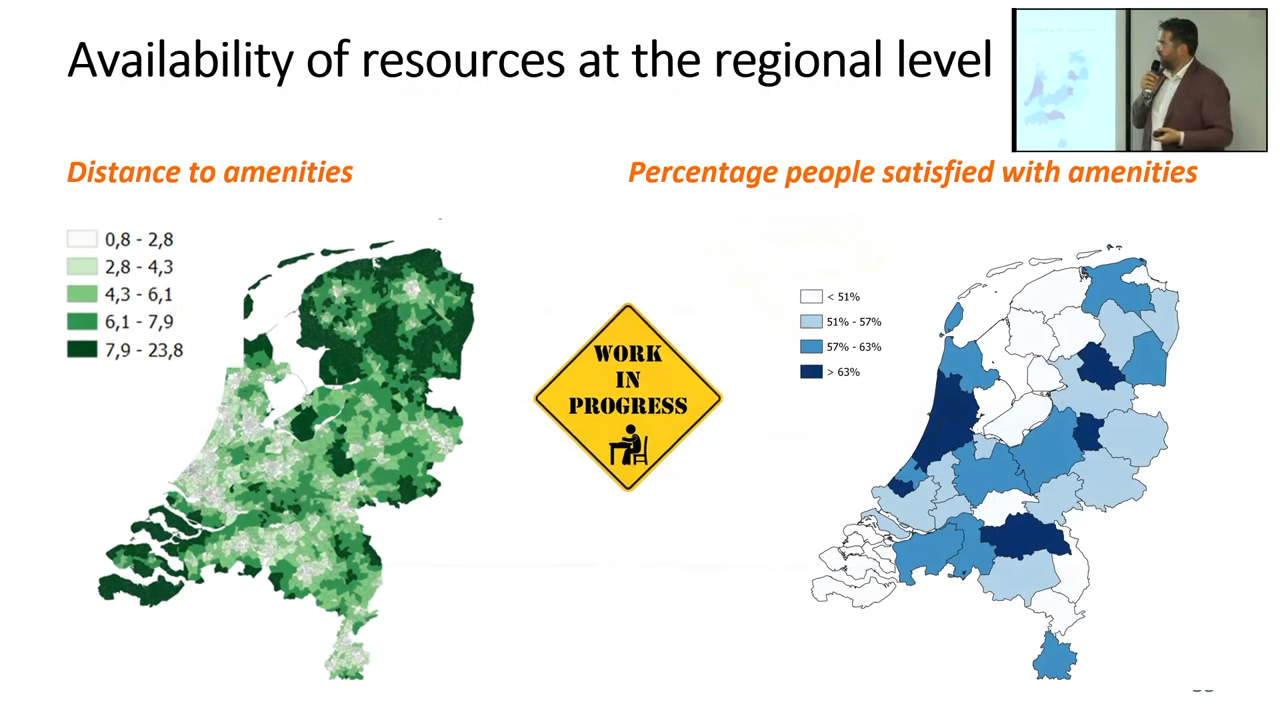 Availability of resources at the regional level
Distance to amenities
Percentage people satisfied with amenities
0,8 - 2,8
2,8 - 4,3
4,3 - 6,1
6,1 - 7,9
7,9 - 23,8
WORK
IN
PROGRESS
< 51%
51% - 57%
57% - 63%
> 63%